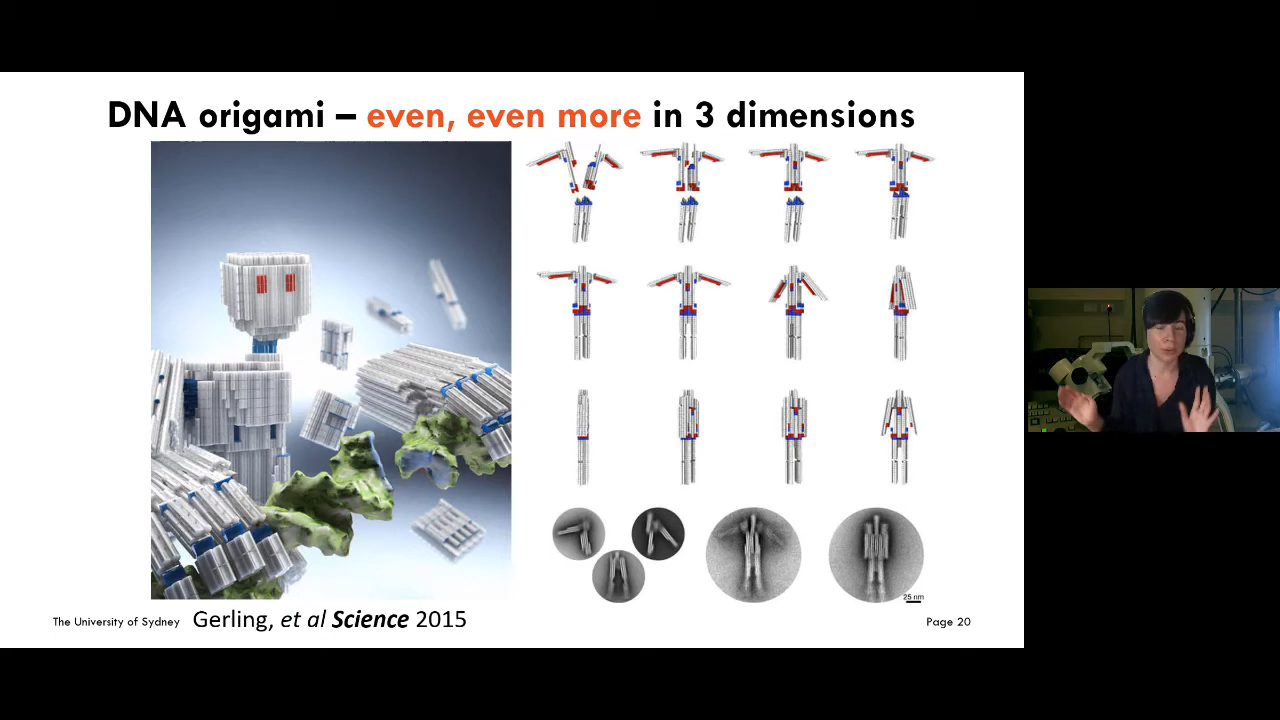 DNA origami – even, even more in 3 dimensions
25 nm
The University of Sydney
Gerling, et al Science 2015
Page 20